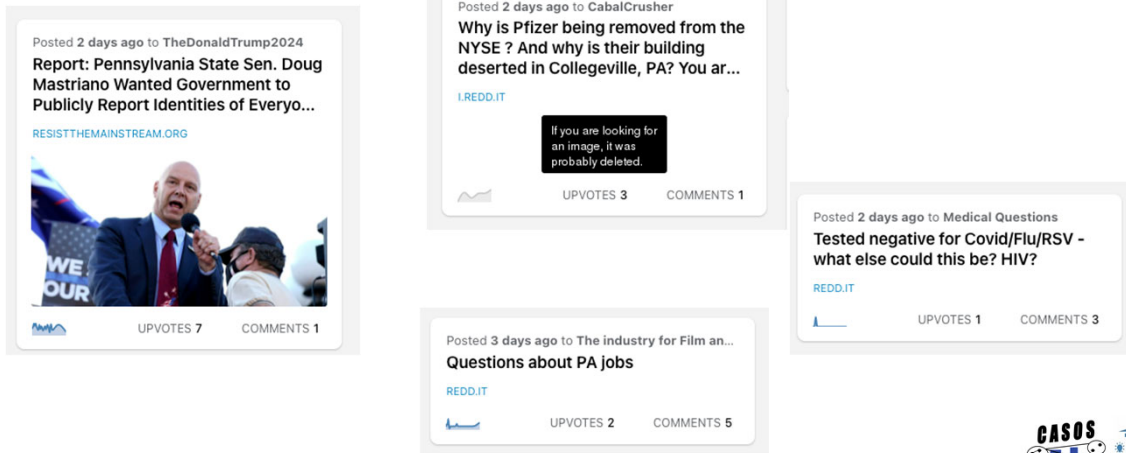 Posted 2 days ago to TheDonaldTrump2024
Report: Pennsylvania State Sen. Doug
Mastriano Wanted Government to
Publicly Report Identities of Everyo...
RESISTTHEMAINSTREAM.ORG
WE
OUR
UPVOTES 7 COMMENTS 1
Posted 2 days ago to CabalCrusher
Why is Pfizer being removed from the
NYSE ? And why is their building
deserted in Collegeville, PA? You ar...
I.REDD.IT
If you are looking for
an image, it was
probably deleted.
UPVOTES 3 COMMENTS 1
Posted 3 days ago to The industry for Film an...
Questions about PA jobs
REDD.IT
UPVOTES 2 COMMENTS 5
Posted 2 days ago to Medical Questions
Tested negative for Covid/Flu/RSV -
what else could this be? HIV?
REDD.IT
UPVOTES 1 COMMENTS 3
CASOS